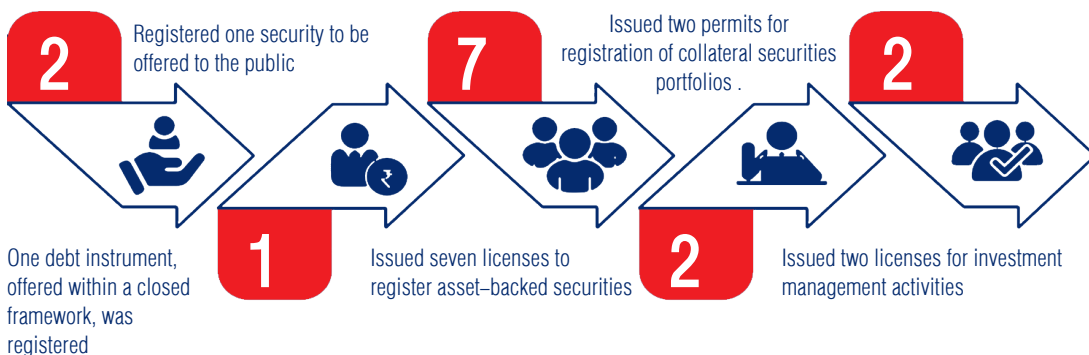 2
Registered one security to be
offered to the public
7
Issued two permits for
registration of collateral securities
portfolios .
2
₹
One debt instrument,
offered within a closed
framework, was
registered
1
Issued seven licenses to
register asset–backed securities
2
Issued two licenses for investment
management activities